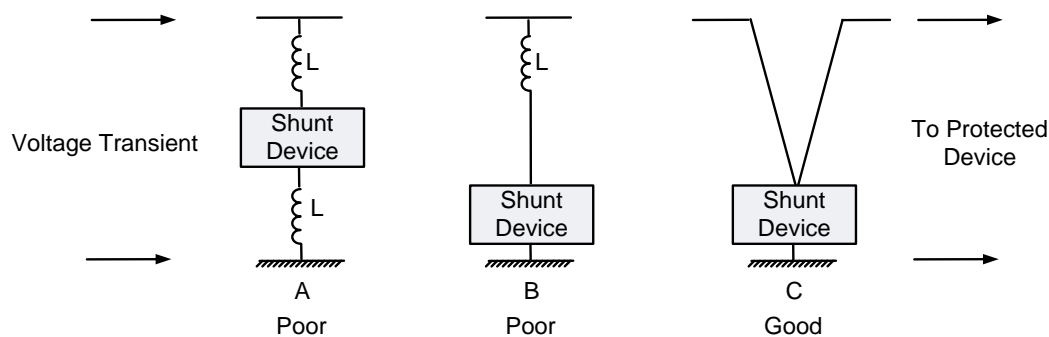 L
L
Shunt
Device
Voltage Transient
To Protected
Device
L
Shunt
Device
Shunt
Device
A
B
C
Poor
Poor
Good